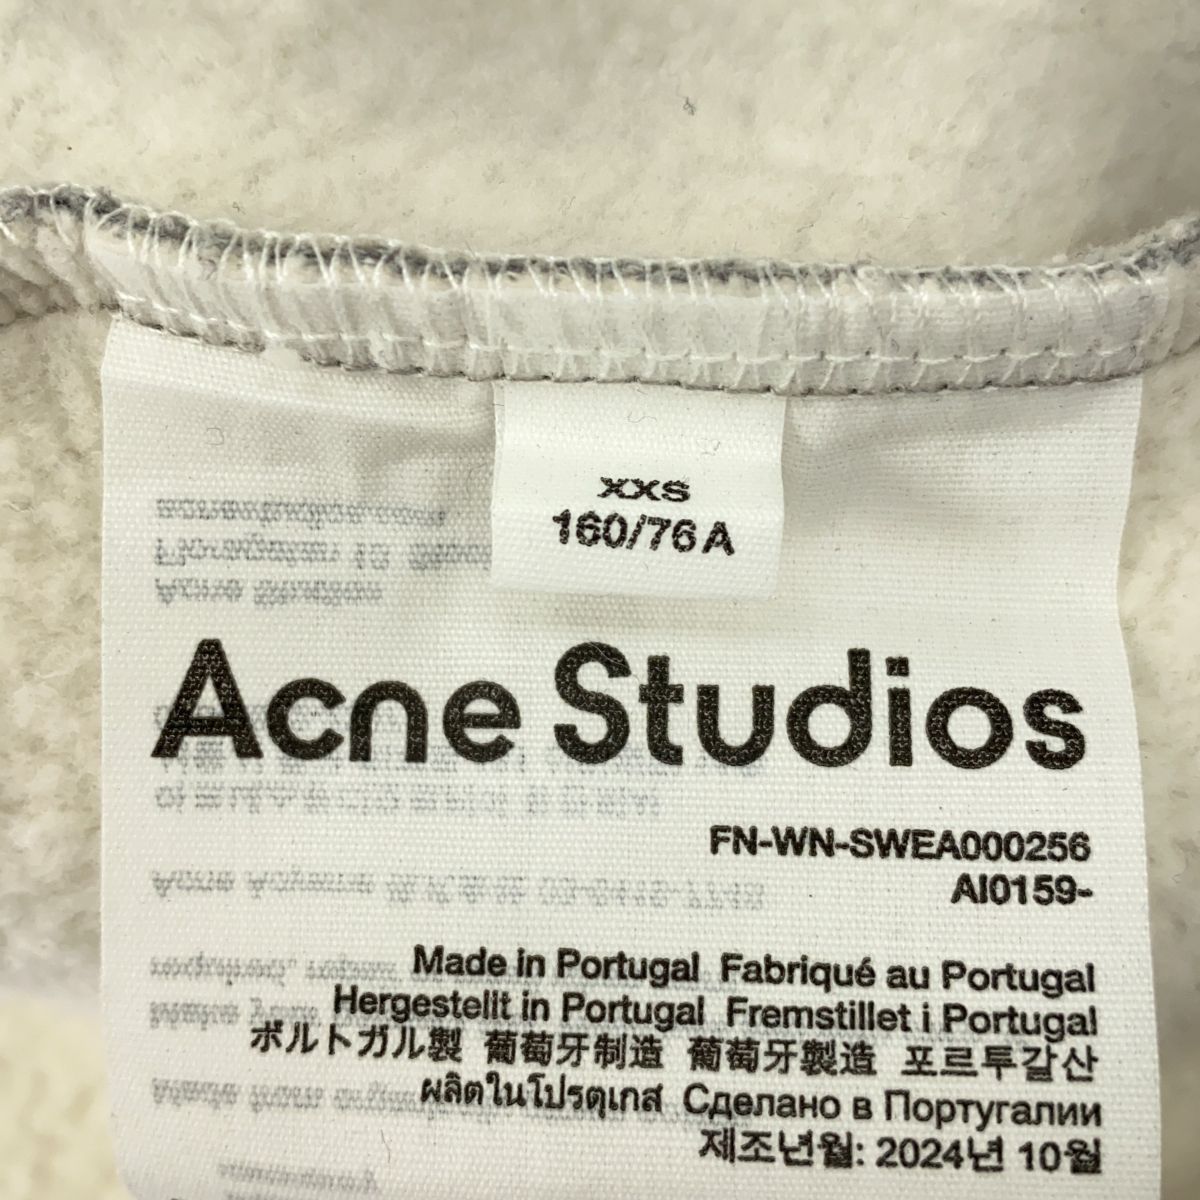 XXS
160/76A
Acne Studios
FN-WN-SWEA000256
AI0159-
Made in Portugal Fabriqué au Portugal
Hergestellt in Portugal Fremstillet i Portugal
ポルトガル製 葡萄牙制造 葡萄牙製造 포르투갈산
ผลิตในโปรตุเกส Сделано в Португалии
제조년월: 2024년 10월